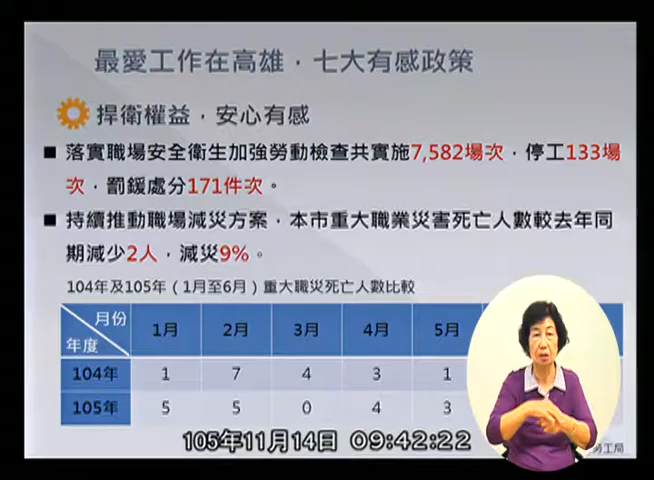 最愛工作在高雄，七大有感政策
捍衛權益，安心有感
■ 落實職場安全衛生加強勞動檢查共實施7,582場次，停工133場
次，罰鍰處分171件次。
■ 持續推動職場減災方案，本市重大職業災害死亡人數較去年同
期減少2人，減災9%。
104年及105年（1月至6月）重大職災死亡人數比較
月份 1月 2月 3月 4月 5月
年度
104年 1 7 4 3 1
105年 5 5 0 4 3
105年11月14日 09:42:22
勞工局